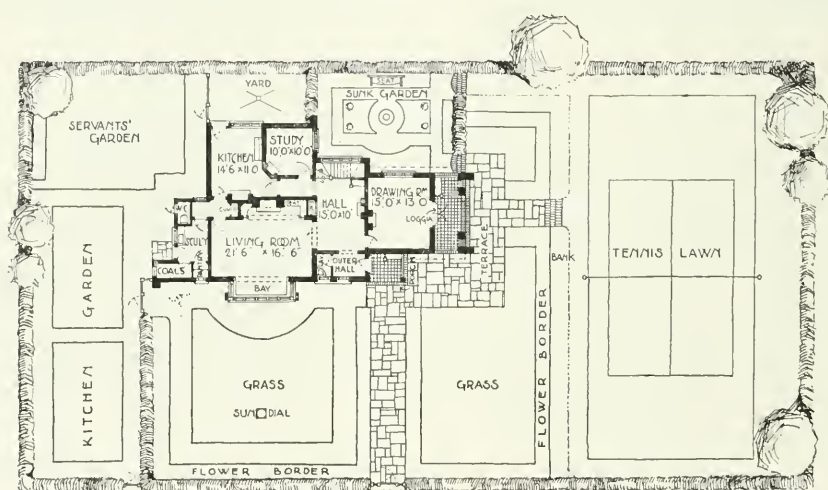 YARD
SEAT
SUNK GARDEN
SERVANTS'
GARDEN
STUDY
10'0"×10'0"
KITCHEN
14'6"×11'0
DRAWING RM
15'0"×13'0
HALL
15'0×10'
LOGGIA
W.C
SCULY
COALS
LIVING ROOM
21'6" × 16'6"
OUTER
HALL
PORCH
BAY
TERRACE
BANK
TENNIS LAWN
KITCHEN GARDEN
GRASS
SUN DIAL
GRASS
FLOWER BORDER
FLOWER BORDER